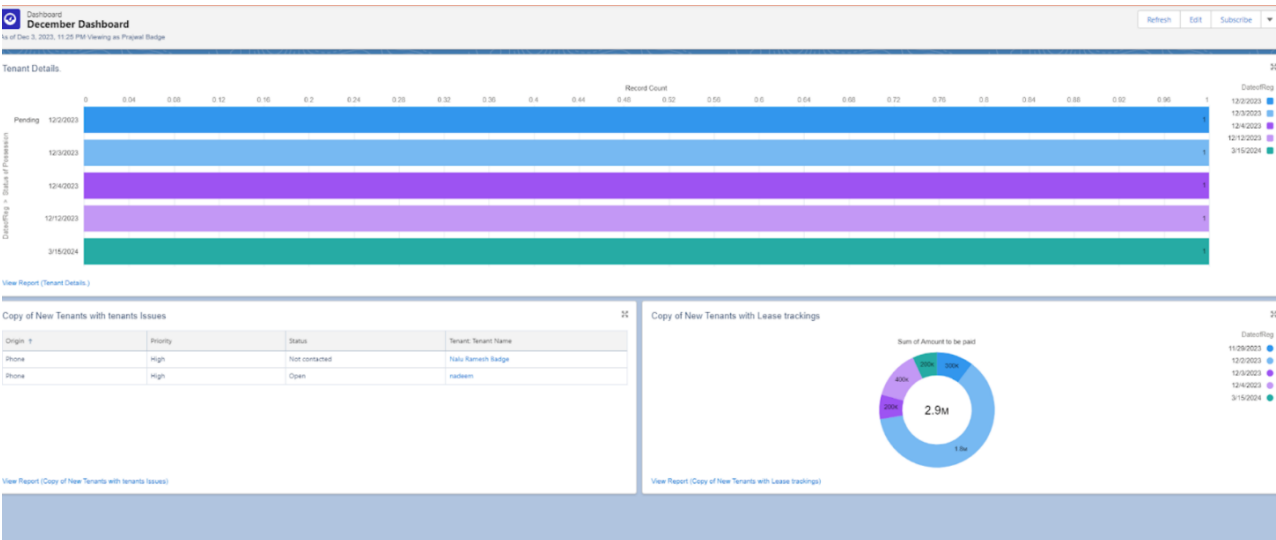 Dashboard
December Dashboard
As of Dec 3, 2023, 11:25 PM Viewing as Prajwal Badge
Refresh Edit Subscribe
Tenant Details.
Record Count
0 0.04 0.08 0.12 0.16 0.2 0.24 0.28 0.32 0.36 0.4 0.44 0.48 0.52 0.56 0.6 0.64 0.68 0.72 0.76 0.8 0.84 0.88 0.92 0.96 1
DateofReg > Status of Possession
Pending 12/2/2023 1
12/3/2023 1
12/4/2023 1
12/12/2023 1
3/15/2024 1
DateofReg
12/2/2023
12/3/2023
12/4/2023
12/12/2023
3/15/2024
View Report (Tenant Details.)
Copy of New Tenants with tenants Issues
Origin ↑ Priority Status Tenant: Tenant Name
Phone High Not contacted Nalu Ramesh Badge
Phone High Open nadeem
View Report (Copy of New Tenants with tenants Issues)
Copy of New Tenants with Lease trackings
Sum of Amount to be paid
300K
1.8M
200K
400K
2.9M
DateofReg
11/29/2023
12/2/2023
12/3/2023
12/4/2023
3/15/2024
View Report (Copy of New Tenants with Lease trackings)